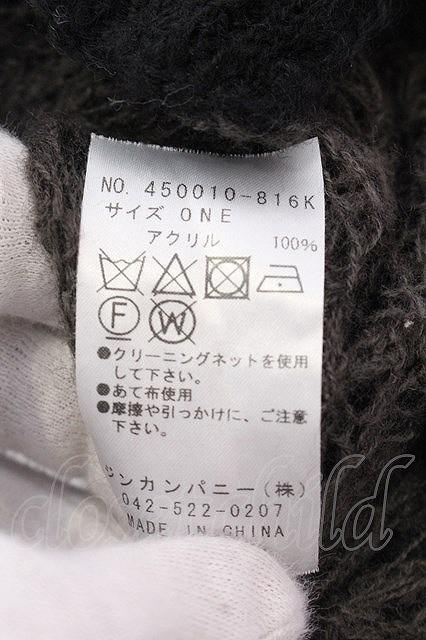 NO. 450010-816K
サイズ ONE
アクリル 100%
F W
●クリーニングネットを使用
して下さい。
●あて布使用
●摩擦や引っかけに、ご注意
下さい。
ンカンパニー(株)
042-522-0207
MADE IN CHINA